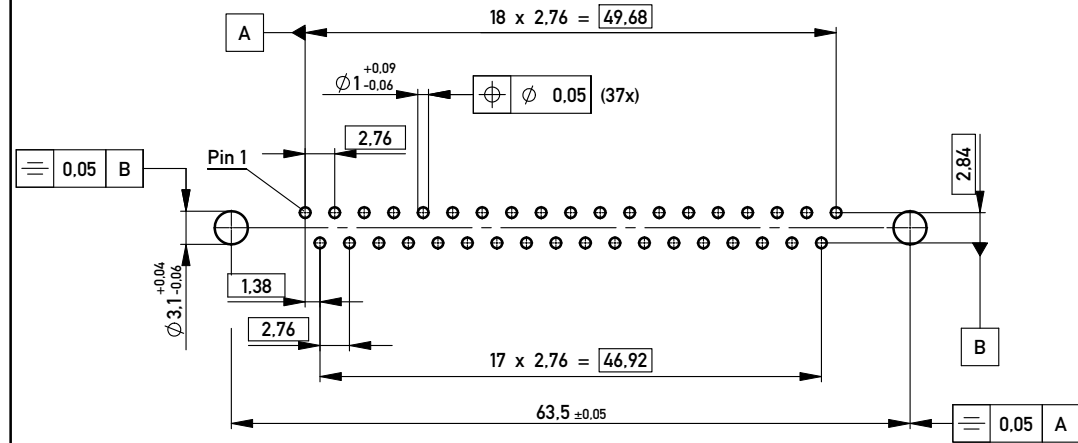 18 x 2,76 = 49,68
A
⌀1 +0,09 -0,06
⌖ ⌀ 0,05 (37x)
2,76
Pin 1
⌯ 0,05 B
2,84
⌀3,1 +0,04 -0,06
1,38
2,76
17 x 2,76 = 46,92
B
63,5 ±0,05
⌯ 0,05 A